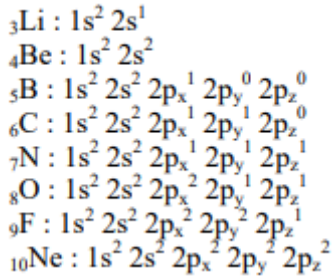 ₃Li : 1s² 2s¹
₄Be : 1s² 2s²
₅B : 1s² 2s² 2pₓ¹ 2p_y⁰ 2p_z⁰
₆C : 1s² 2s² 2pₓ¹ 2p_y¹ 2p_z⁰
₇N : 1s² 2s² 2pₓ¹ 2p_y¹ 2p_z¹
₈O : 1s² 2s² 2pₓ² 2p_y¹ 2p_z¹
₉F : 1s² 2s² 2pₓ² 2p_y² 2p_z¹
₁₀Ne : 1s² 2s² 2pₓ² 2p_y² 2p_z²